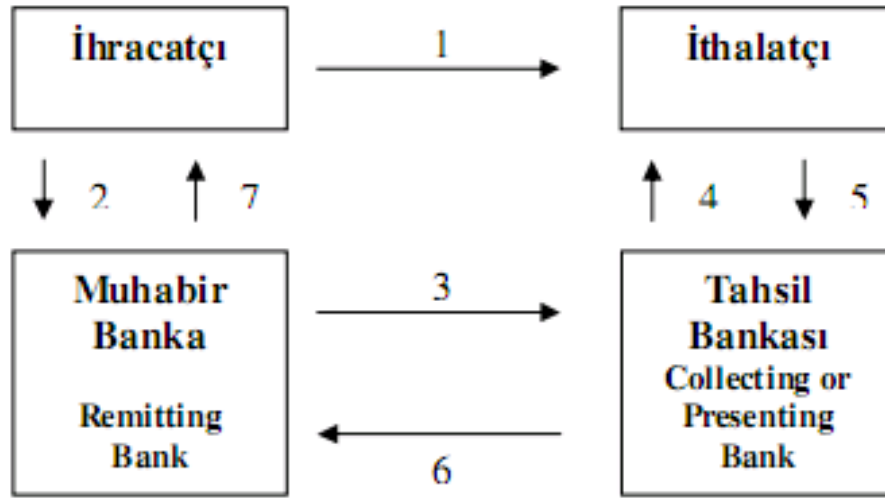 İhracatçı
1
İthalatçı
2
7
4
5
Muhabir
Banka
Remitting
Bank
3
6
Tahsil
Bankası
Collecting or
Presenting
Bank